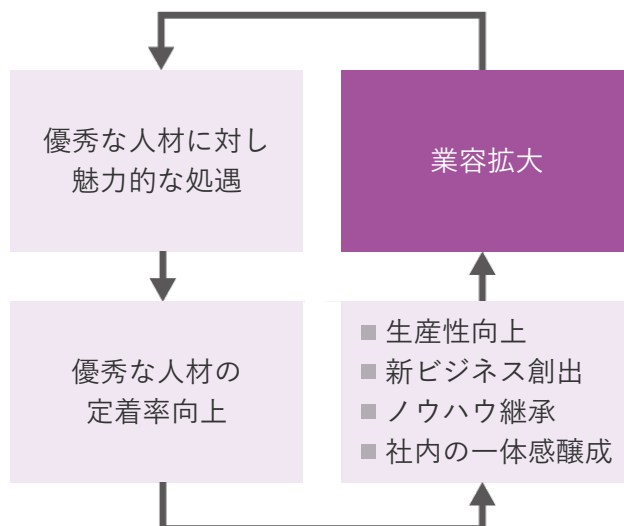 優秀な人材に対し
魅力的な処遇
業容拡大
優秀な人材の
定着率向上
■ 生産性向上
■ 新ビジネス創出
■ ノウハウ継承
■ 社内の一体感醸成